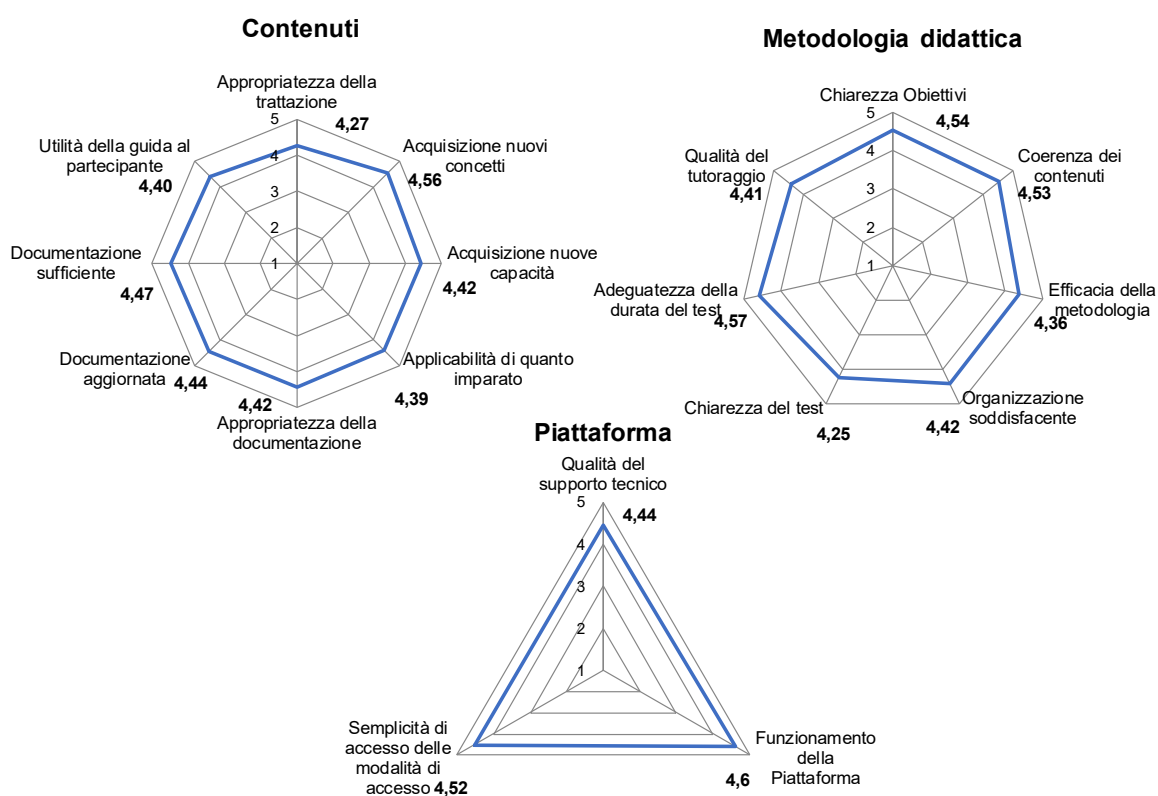 Contenuti
Appropriatezza della
trattazione
4,27
Acquisizione nuovi
concetti
4,56
Acquisizione nuove
capacità
4,42
Applicabilità di quanto
imparato
4,39
Appropriatezza della
documentazione
4,42
Documentazione
aggiornata
4,44
Documentazione
sufficiente
4,47
Utilità della guida al
partecipante
4,40
5
4
3
2
1
Metodologia didattica
Chiarezza Obiettivi
4,54
Coerenza dei
contenuti
4,53
Efficacia della
metodologia
4,36
Organizzazione
soddisfacente
4,42
Chiarezza del test
4,25
Adeguatezza della
durata del test
4,57
Qualità del
tutoraggio
4,41
5
4
3
2
1
Piattaforma
Qualità del
supporto tecnico
4,44
Funzionamento
della
Piattaforma
4,6
Semplicità di
accesso delle
modalità di
accesso 4,52
5
4
3
2
1